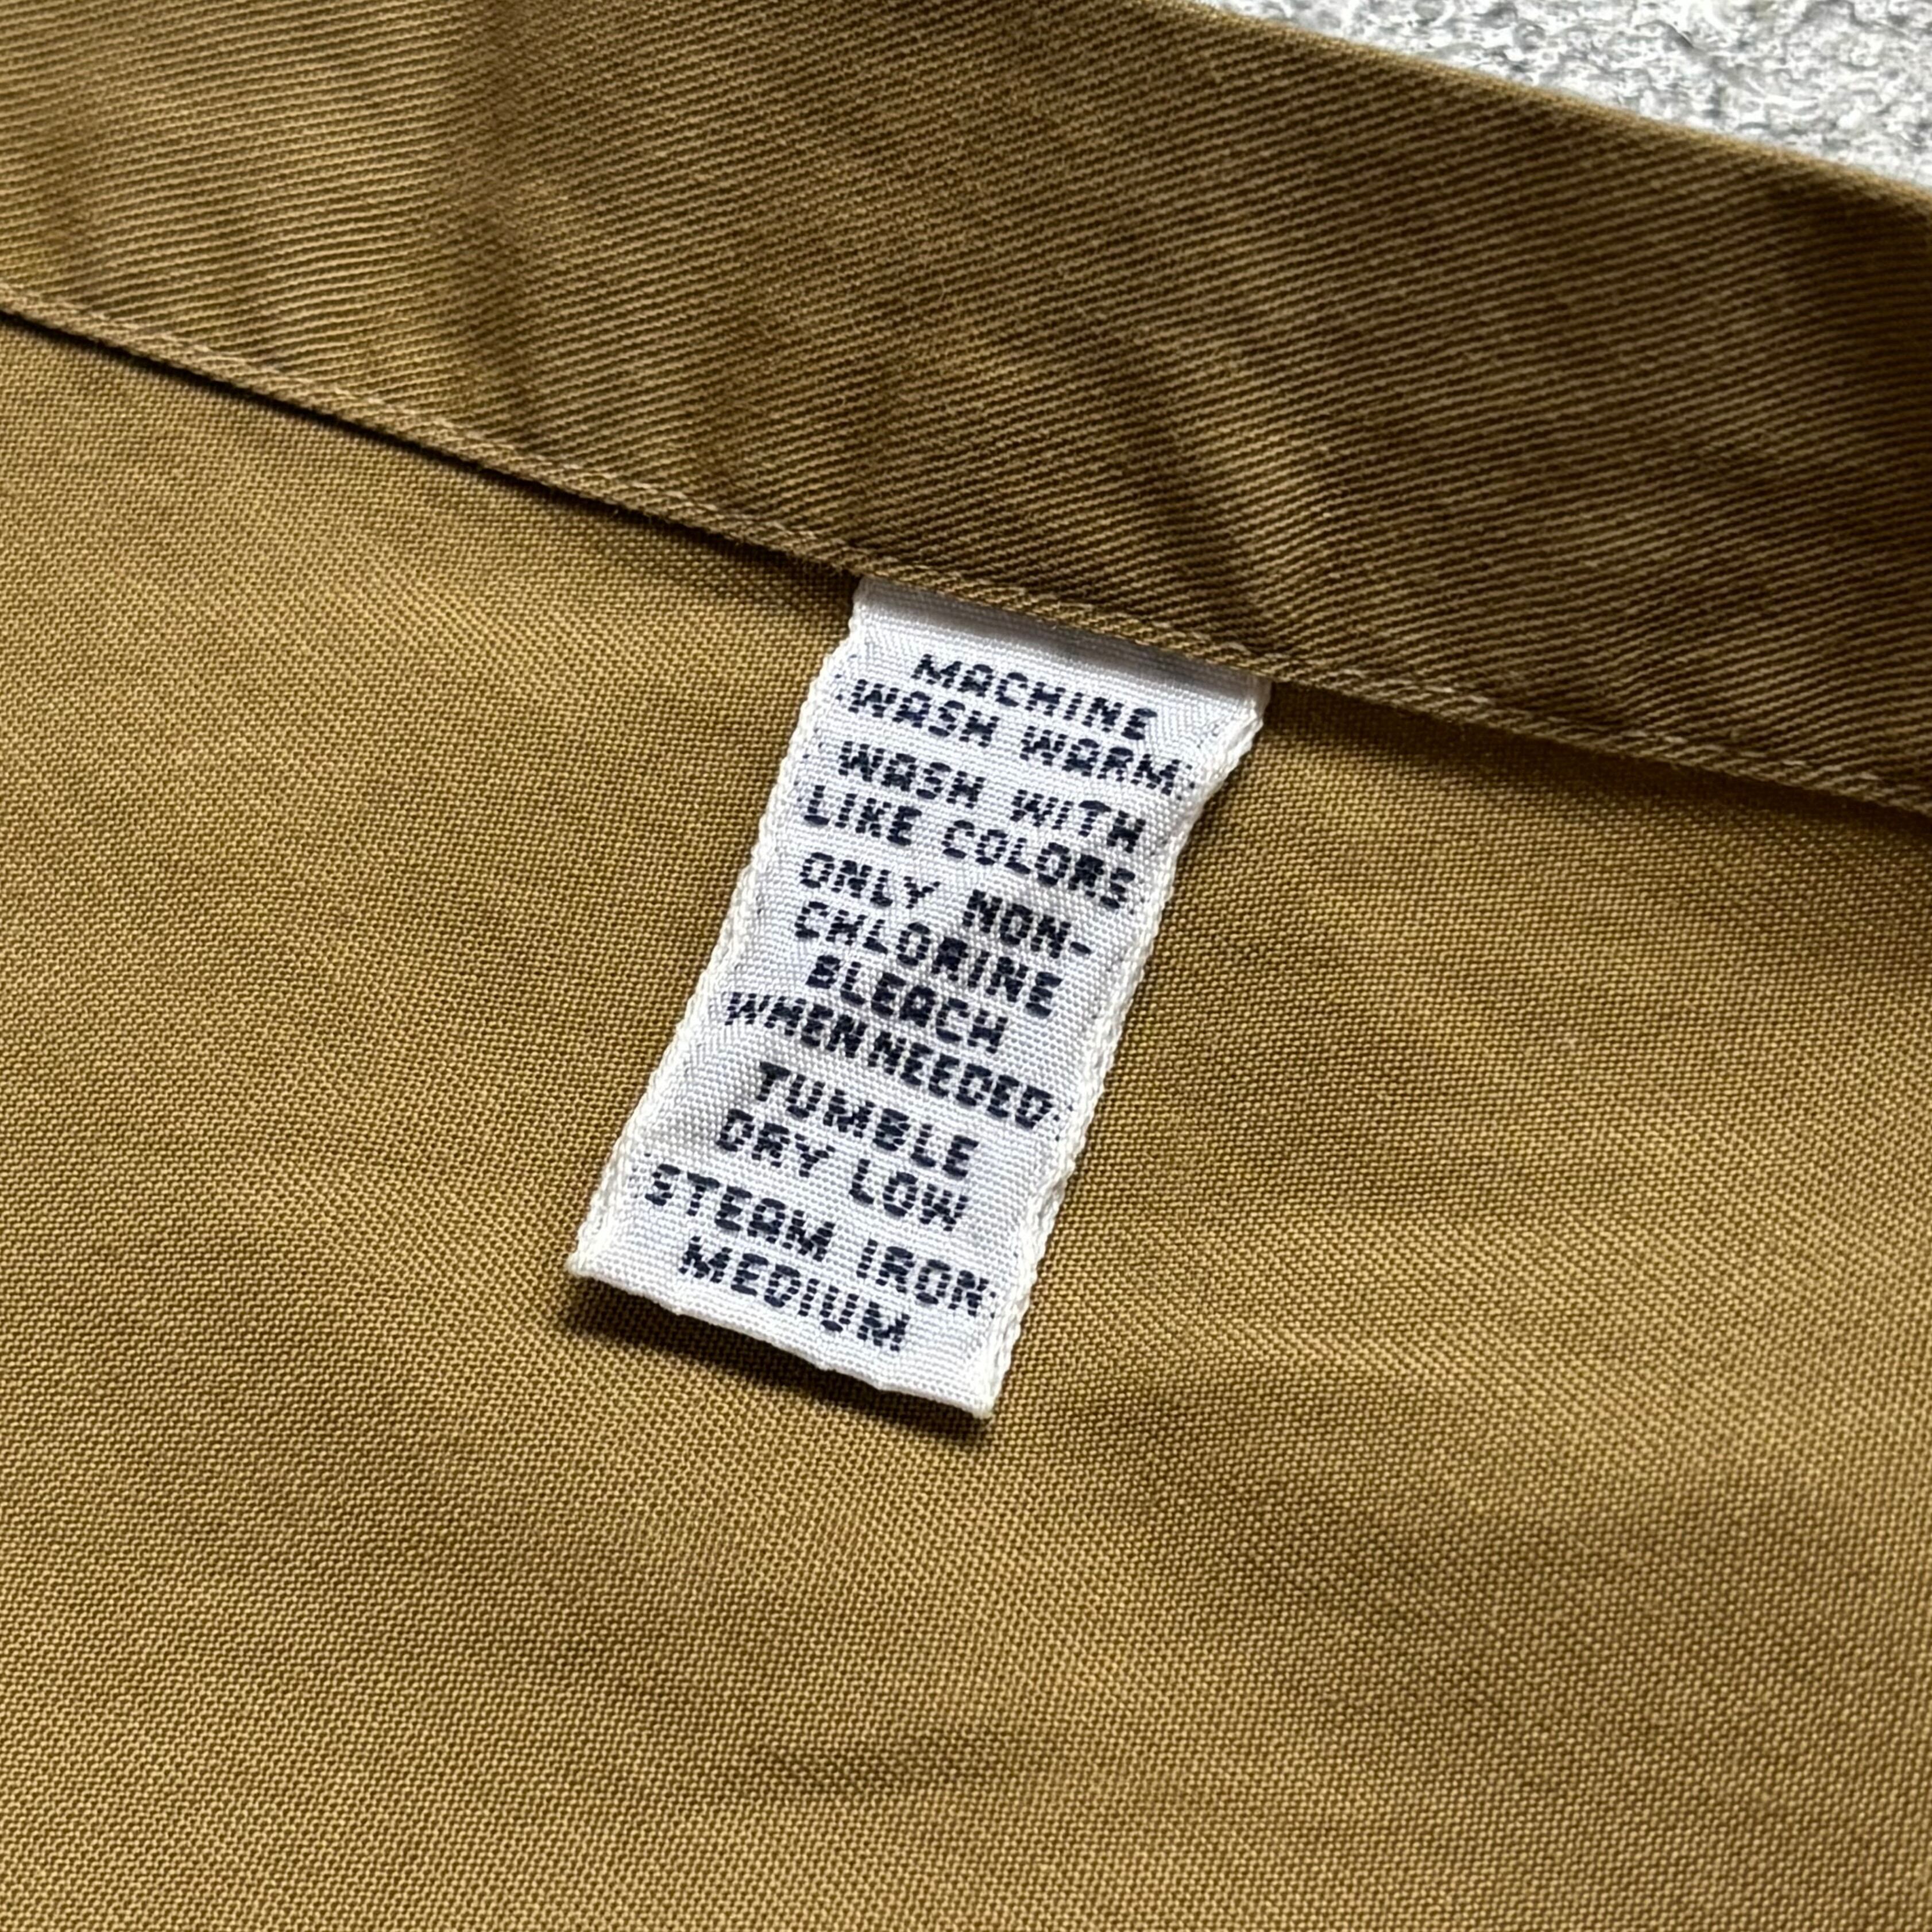 MACHINE
WASH WARM.
WASH WITH
LIKE COLORS.
ONLY NON-
CHLORINE
BLEACH
WHEN NEEDED.
TUMBLE
DRY LOW
STEAM IRON.
MEDIUM